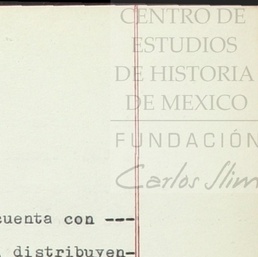 CENTRO DE
ESTUDIOS
DE HISTORIA
DE MEXICO
FUNDACIÓN
Carlos Slim
cuenta con ---
distribuyen-